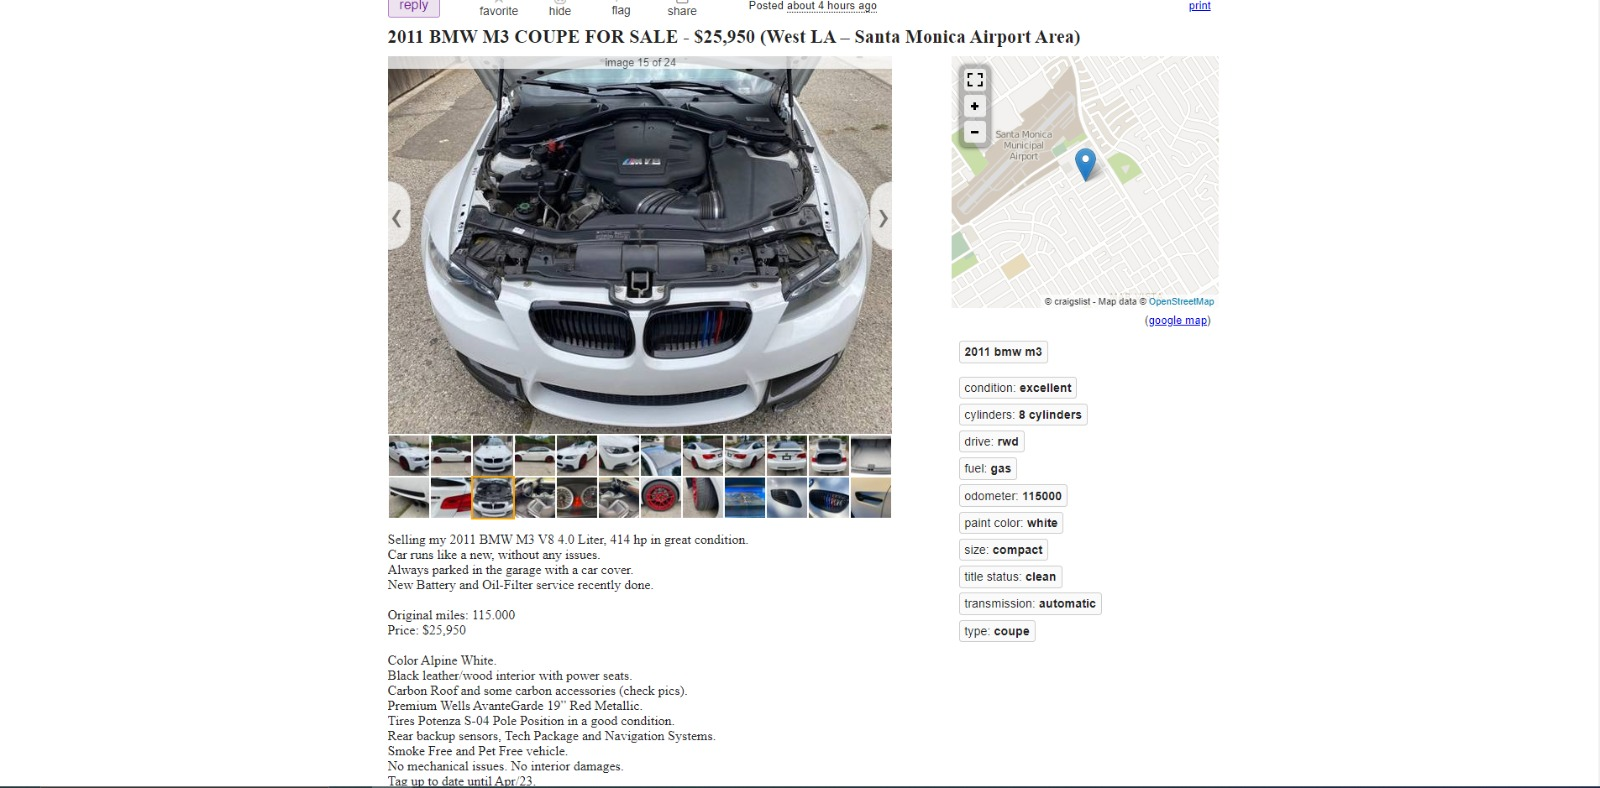 reply
favorite
hide
flag
share
Posted about 4 hours ago
print
2011 BMW M3 COUPE FOR SALE - $25,950 (West LA – Santa Monica Airport Area)
image 15 of 24
Santa Monica
Municipal
Airport
+
−
© craigslist - Map data © OpenStreetMap
(google map)
2011 bmw m3
condition: excellent
cylinders: 8 cylinders
drive: rwd
fuel: gas
odometer: 115000
paint color: white
size: compact
title status: clean
transmission: automatic
type: coupe
Selling my 2011 BMW M3 V8 4.0 Liter, 414 hp in great condition.
Car runs like a new, without any issues.
Always parked in the garage with a car cover.
New Battery and Oil-Filter service recently done.
Original miles: 115.000
Price: $25,950
Color Alpine White.
Black leather/wood interior with power seats.
Carbon Roof and some carbon accessories (check pics).
Premium Wells AvanteGarde 19" Red Metallic.
Tires Potenza S-04 Pole Position in a good condition.
Rear backup sensors, Tech Package and Navigation Systems.
Smoke Free and Pet Free vehicle.
No mechanical issues. No interior damages.
Tag up to date until Apr/23.